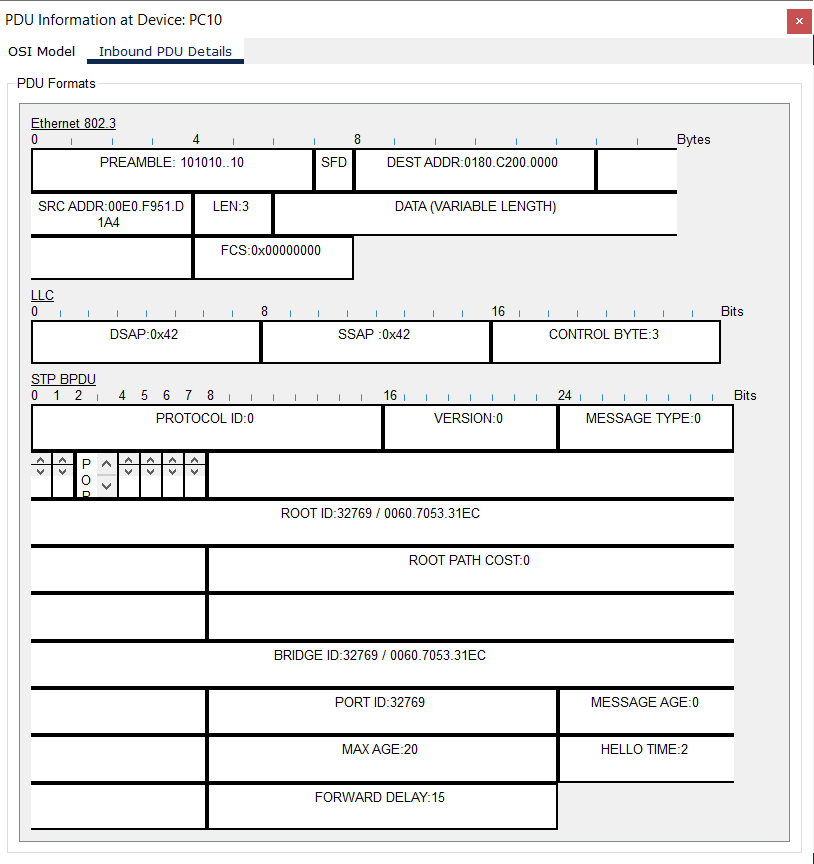 PDU Information at Device: PC10
OSI Model Inbound PDU Details
PDU Formats
Ethernet 802.3
0 4 8 Bytes
PREAMBLE: 101010..10 SFD DEST ADDR:0180.C200.0000
SRC ADDR:00E0.F951.D LEN:3 DATA (VARIABLE LENGTH)
1A4
FCS:0x00000000
LLC
0 8 16 Bits
DSAP:0x42 SSAP :0x42 CONTROL BYTE:3
STP BPDU
0 1 2 4 5 6 7 8 16 24 Bits
PROTOCOL ID:0 VERSION:0 MESSAGE TYPE:0
P
O
ROOT ID:32769 / 0060.7053.31EC
ROOT PATH COST:0
BRIDGE ID:32769 / 0060.7053.31EC
PORT ID:32769 MESSAGE AGE:0
MAX AGE:20 HELLO TIME:2
FORWARD DELAY:15